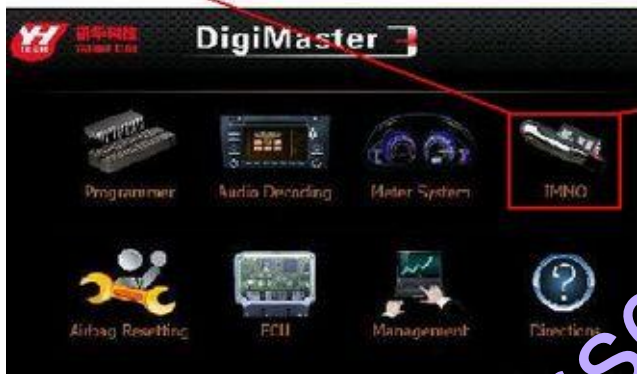 DigiMaster 3
Programmer
Audio Decoding
Meter System
IMMO
Airbag Resetting
ECU
Management
Directions